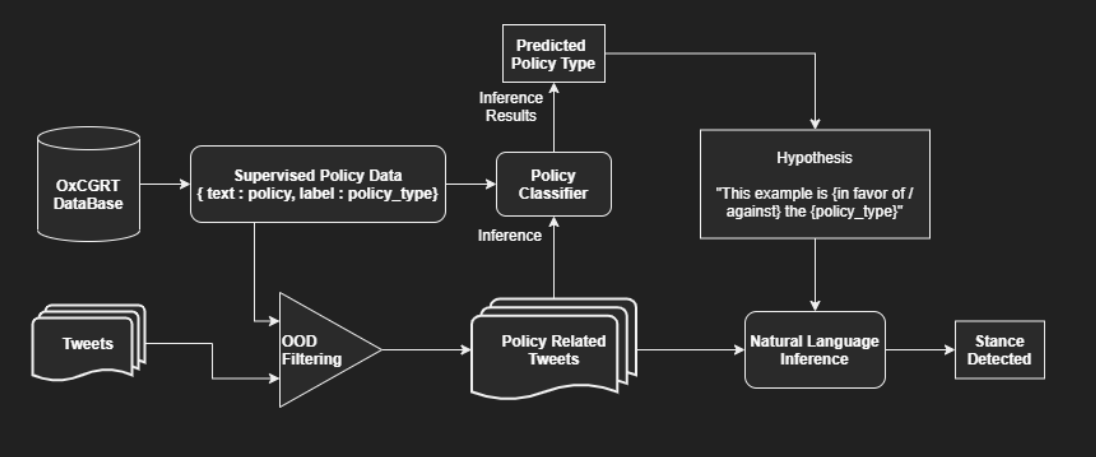 Predicted
Policy Type
Inference
Results
OxCGRT
DataBase
Supervised Policy Data
{ text : policy, label : policy_type}
Policy
Classifier
Hypothesis
"This example is {in favor of /
against} the {policy_type}"
Inference
Tweets
OOD
Filtering
Policy Related
Tweets
Natural Language
Inference
Stance
Detected